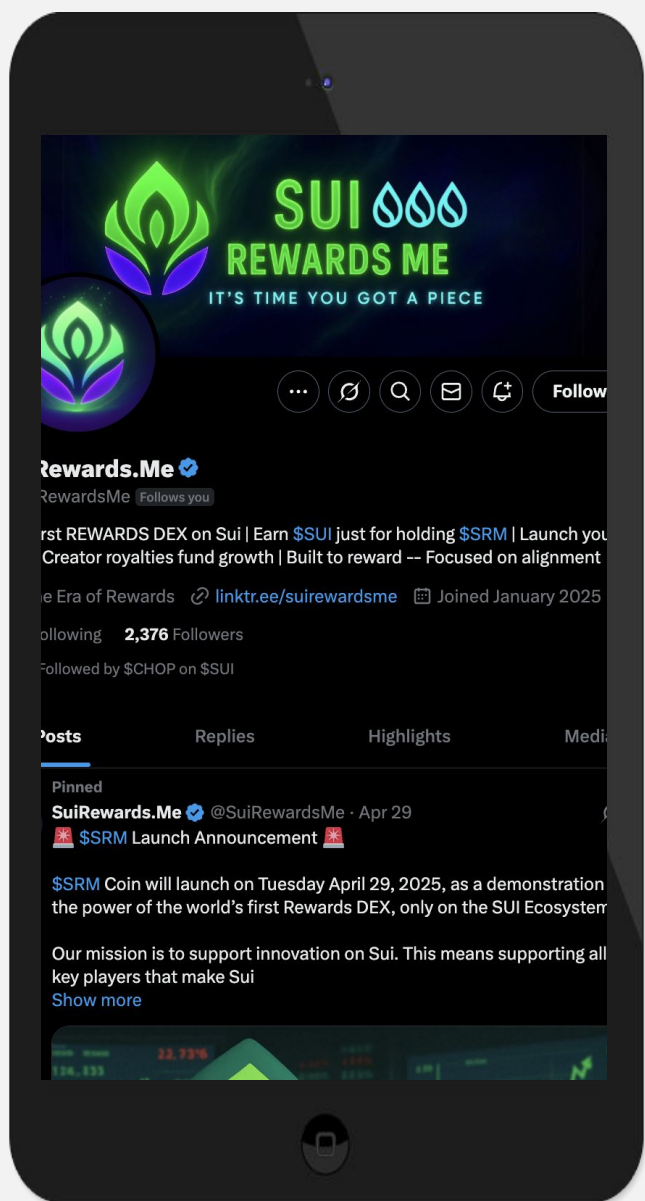 SUI
REWARDS ME
IT'S TIME YOU GOT A PIECE
Follow
Rewards.Me
RewardsMe Follows you
rst REWARDS DEX on Sui | Earn $SUI just for holding $SRM | Launch you
Creator royalties fund growth | Built to reward -- Focused on alignment
e Era of Rewards linktr.ee/suirewardsme Joined January 2025
ollowing 2,376 Followers
Followed by $CHOP on $SUI
Posts Replies Highlights Media
Pinned
SuiRewards.Me @SuiRewardsMe · Apr 29
🚨 $SRM Launch Announcement 🚨
$SRM Coin will launch on Tuesday April 29, 2025, as a demonstration
the power of the world's first Rewards DEX, only on the SUI Ecosystem
Our mission is to support innovation on Sui. This means supporting all
key players that make Sui
Show more